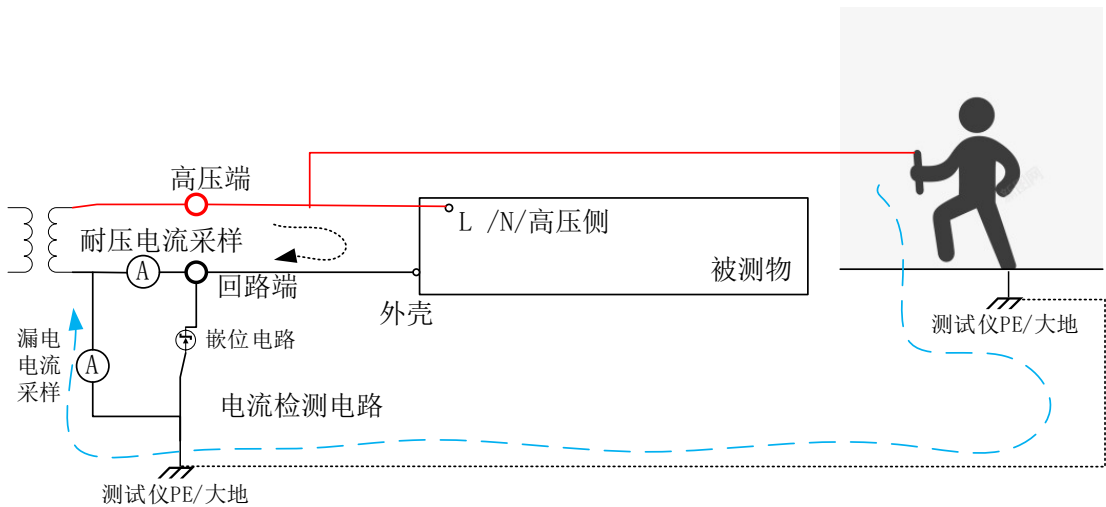 高压端
耐压电流采样
A
回路端
L /N/高压侧
被测物
外壳
漏电
电流
采样
A
嵌位电路
电流检测电路
测试仪PE/大地
测试仪PE/大地